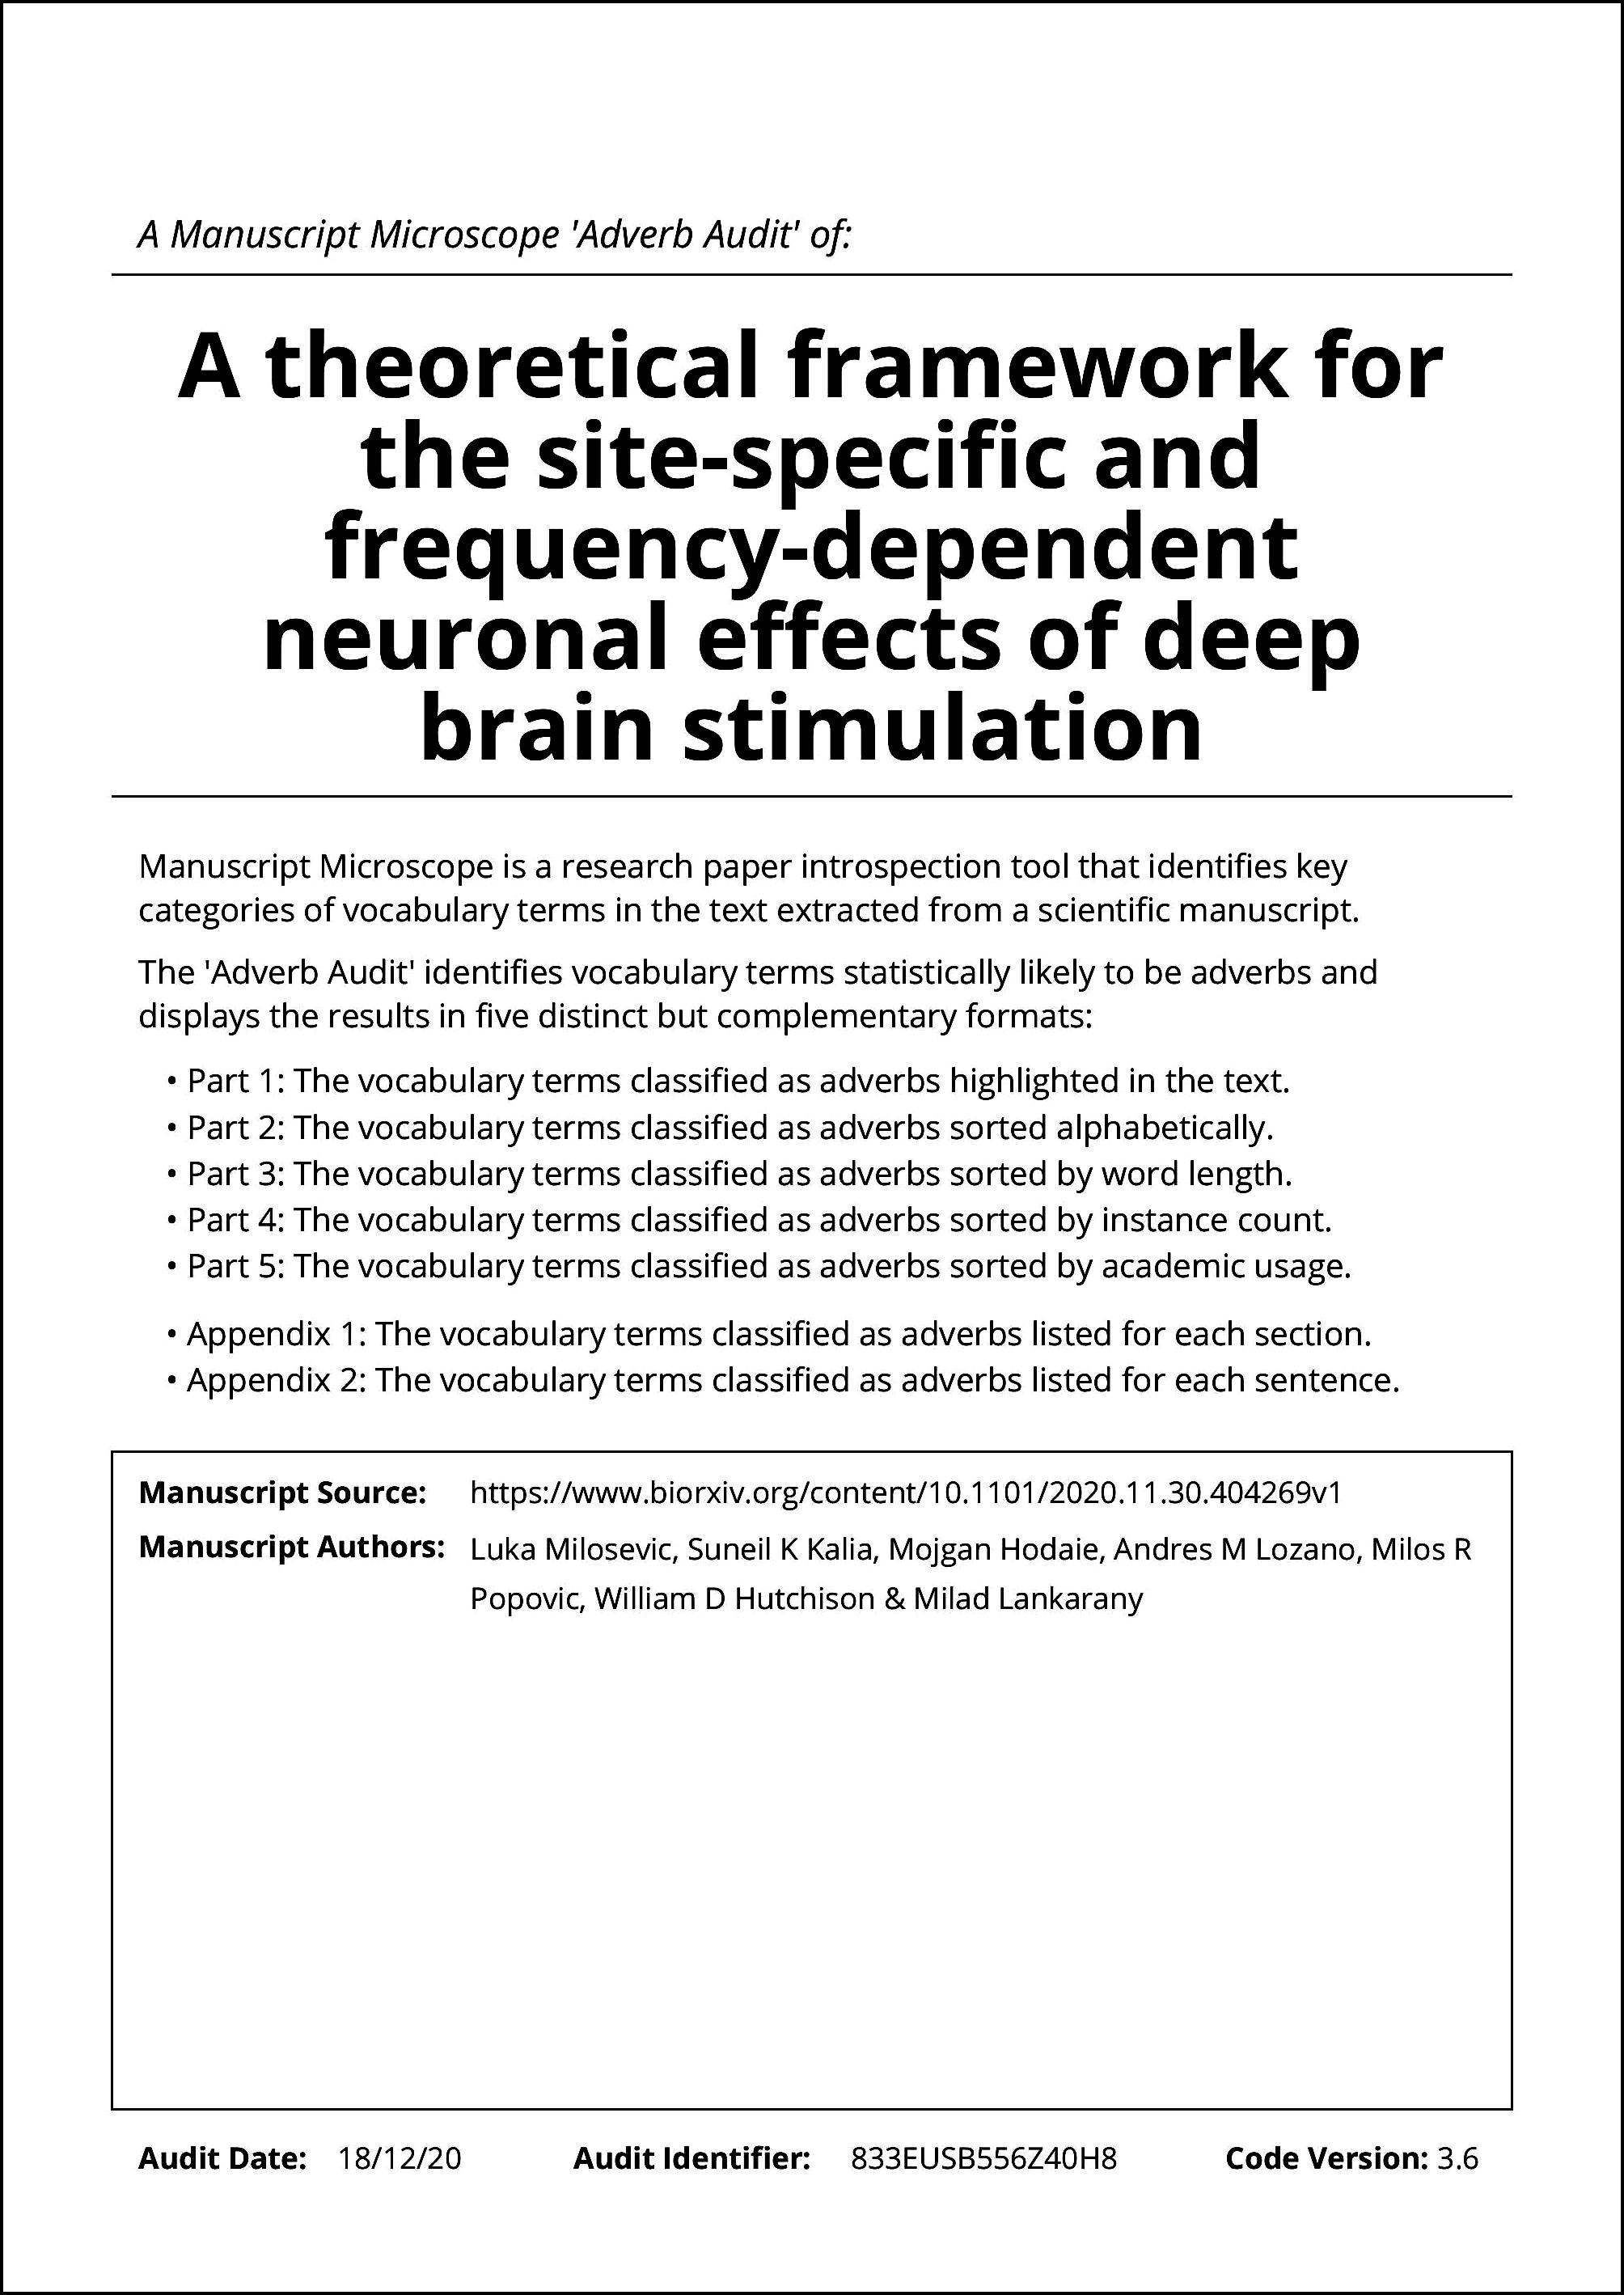 A Manuscript Microscope 'Adverb Audit' of:
A theoretical framework for
the site-specific and
frequency-dependent
neuronal effects of deep
brain stimulation
Manuscript Microscope is a research paper introspection tool that identifies key
categories of vocabulary terms in the text extracted from a scientific manuscript.
The 'Adverb Audit' identifies vocabulary terms statistically likely to be adverbs and
displays the results in five distinct but complementary formats:
• Part 1: The vocabulary terms classified as adverbs highlighted in the text.
• Part 2: The vocabulary terms classified as adverbs sorted alphabetically.
• Part 3: The vocabulary terms classified as adverbs sorted by word length.
• Part 4: The vocabulary terms classified as adverbs sorted by instance count.
• Part 5: The vocabulary terms classified as adverbs sorted by academic usage.
• Appendix 1: The vocabulary terms classified as adverbs listed for each section.
• Appendix 2: The vocabulary terms classified as adverbs listed for each sentence.
Manuscript Source: https://www.biorxiv.org/content/10.1101/2020.11.30.404269v1
Manuscript Authors: Luka Milosevic, Suneil K Kalia, Mojgan Hodaie, Andres M Lozano, Milos R
Popovic, William D Hutchison & Milad Lankarany
Audit Date: 18/12/20 Audit Identifier: 833EUSB556Z40H8 Code Version: 3.6